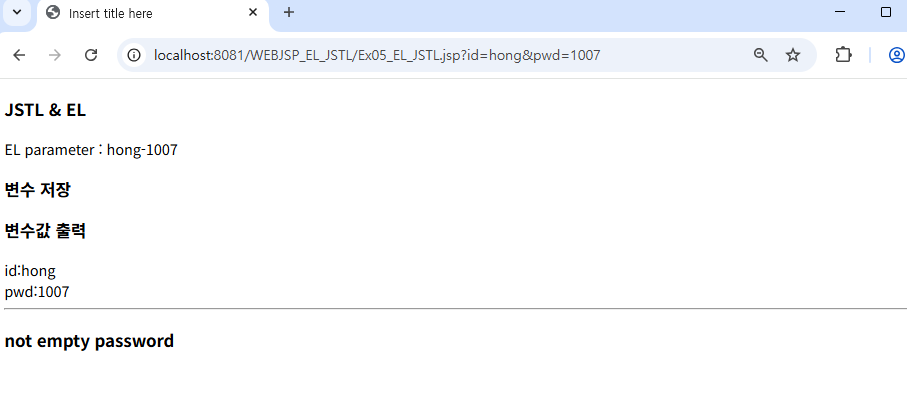 Insert title here
localhost:8081/WEBJSP_EL_JSTL/Ex05_EL_JSTL.jsp?id=hong&pwd=1007
JSTL & EL
EL parameter : hong-1007
변수 저장
변수값 출력
id:hong
pwd:1007
not empty password